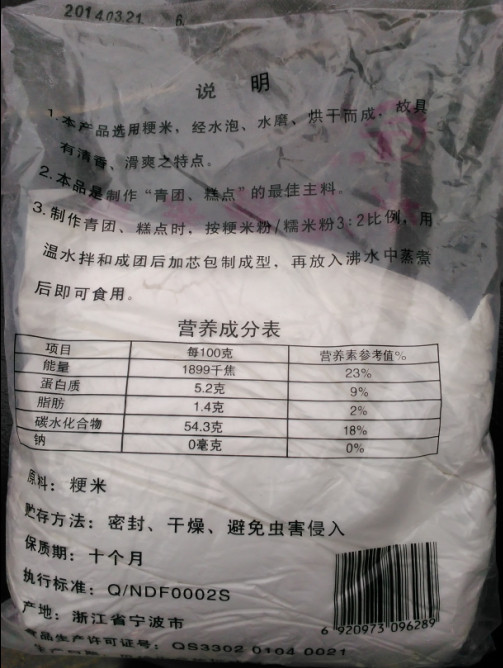 2014.03.21. 6.
说 明
1.本产品选用粳米，经水泡、水磨、烘干而成，故具
有清香、滑爽之特点。
2.本品是制作“青团、糕点”的最佳主料。
3.制作青团、糕点时，按粳米粉/糯米粉3:2比例，用
温水拌和成团后加芯包制成型，再放入沸水中蒸煮
后即可食用。
营养成分表
项目 每100克 营养素参考值%
能量 1899千焦 23%
蛋白质 5.2克 9%
脂肪 1.4克 2%
碳水化合物 54.3克 18%
钠 0毫克 0%
原料：粳米
贮存方法：密封、干燥、避免虫害侵入
保质期：十个月
执行标准：Q/NDF0002S
产地：浙江省宁波市
6 920973 096289
食品生产许可证号：QS3302 0104 0021